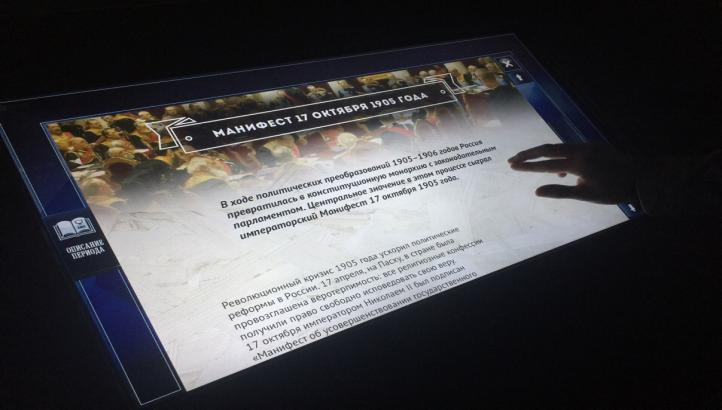 МАНИФЕСТ 17 ОКТЯБРЯ 1905 ГОДА
В ходе политических преобразований 1905–1906 годов Россия
превратилась в конституционную монархию с законодательным
парламентом. Центральное значение в этом процессе сыграл
императорский Манифест 17 октября 1905 года.
ОПИСАНИЕ
ПЕРИОДА
Революционный кризис 1905 года ускорил политические
реформы в России. 17 апреля, на Пасху, в стране была
провозглашена веротерпимость: все религиозные конфессии
получили право свободно исповедовать свою веру.
17 октября императором Николаем II был подписан
«Манифест об усовершенствовании государственного